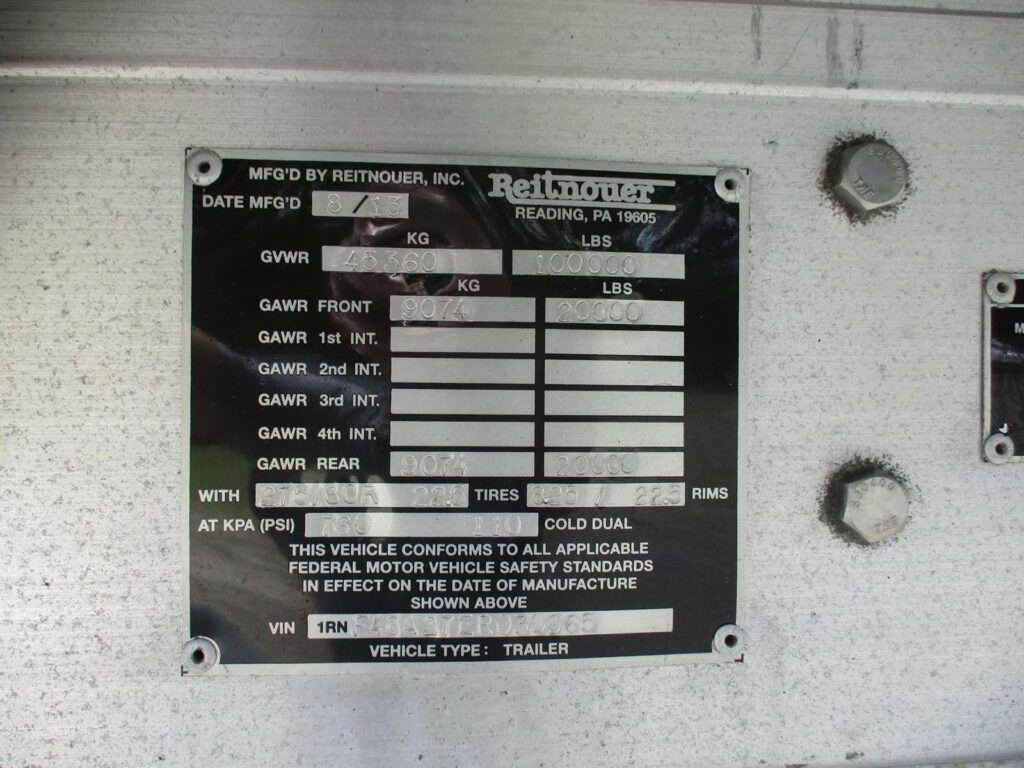 MFG'D BY REITNOUER, INC. Reitnouer
DATE MFG'D 8/13 READING, PA 19605
KG LBS
GVWR 45360 100000
KG LBS
GAWR FRONT 9074 20000
GAWR 1st INT.
GAWR 2nd INT.
GAWR 3rd INT.
GAWR 4th INT.
GAWR REAR 9074 20000
WITH 275/80R 22.5 TIRES 8.25 / 22.5 RIMS
AT KPA (PSI) 760 110 COLD DUAL
THIS VEHICLE CONFORMS TO ALL APPLICABLE
FEDERAL MOTOR VEHICLE SAFETY STANDARDS
IN EFFECT ON THE DATE OF MANUFACTURE
SHOWN ABOVE
VIN 1RN F48A27ER030965
VEHICLE TYPE: TRAILER